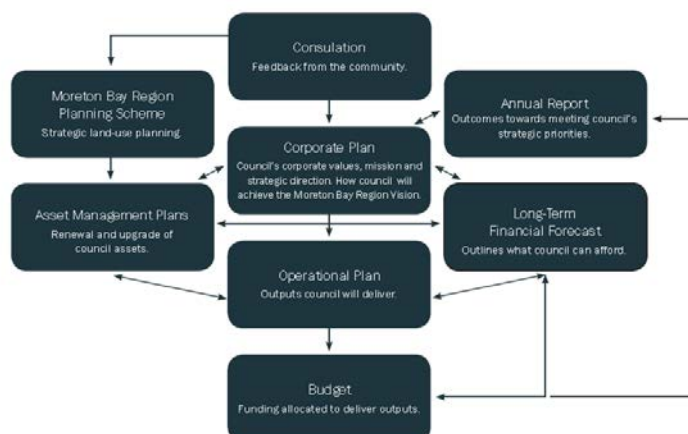 Consulation
Feedback from the community.
Moreton Bay Region
Planning Scheme
Strategic land-use planning.
Annual Report
Outcomes towards meeting council's
strategic priorities.
Corporate Plan
Council's corporate values, mission and
strategic direction. How council will
achieve the Moreton Bay Region Vision.
Asset Management Plans
Renewal and upgrade of
council assets.
Long-Term
Financial Forecast
Outlines what council can afford.
Operational Plan
Outputs council will deliver.
Budget
Funding allocated to deliver outputs.